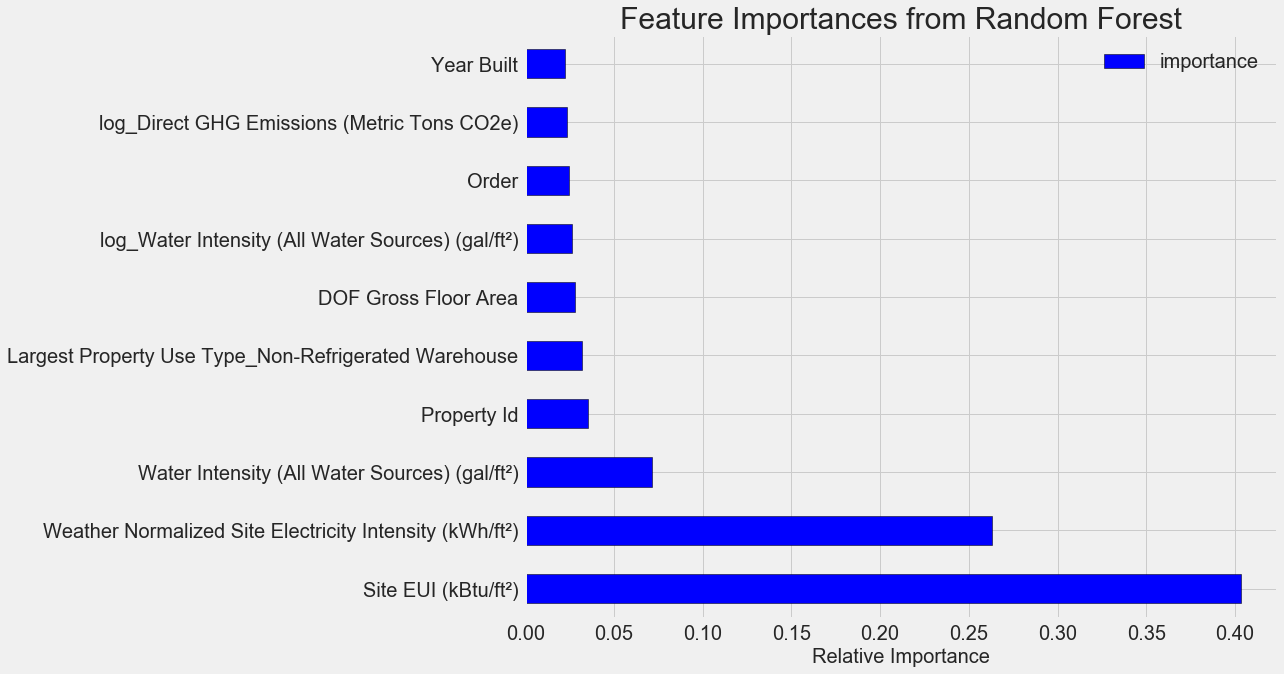 Feature Importances from Random Forest
importance
Year Built
log_Direct GHG Emissions (Metric Tons CO2e)
Order
log_Water Intensity (All Water Sources) (gal/ft²)
DOF Gross Floor Area
Largest Property Use Type_Non-Refrigerated Warehouse
Property Id
Water Intensity (All Water Sources) (gal/ft²)
Weather Normalized Site Electricity Intensity (kWh/ft²)
Site EUI (kBtu/ft²)
0.00 0.05 0.10 0.15 0.20 0.25 0.30 0.35 0.40
Relative Importance